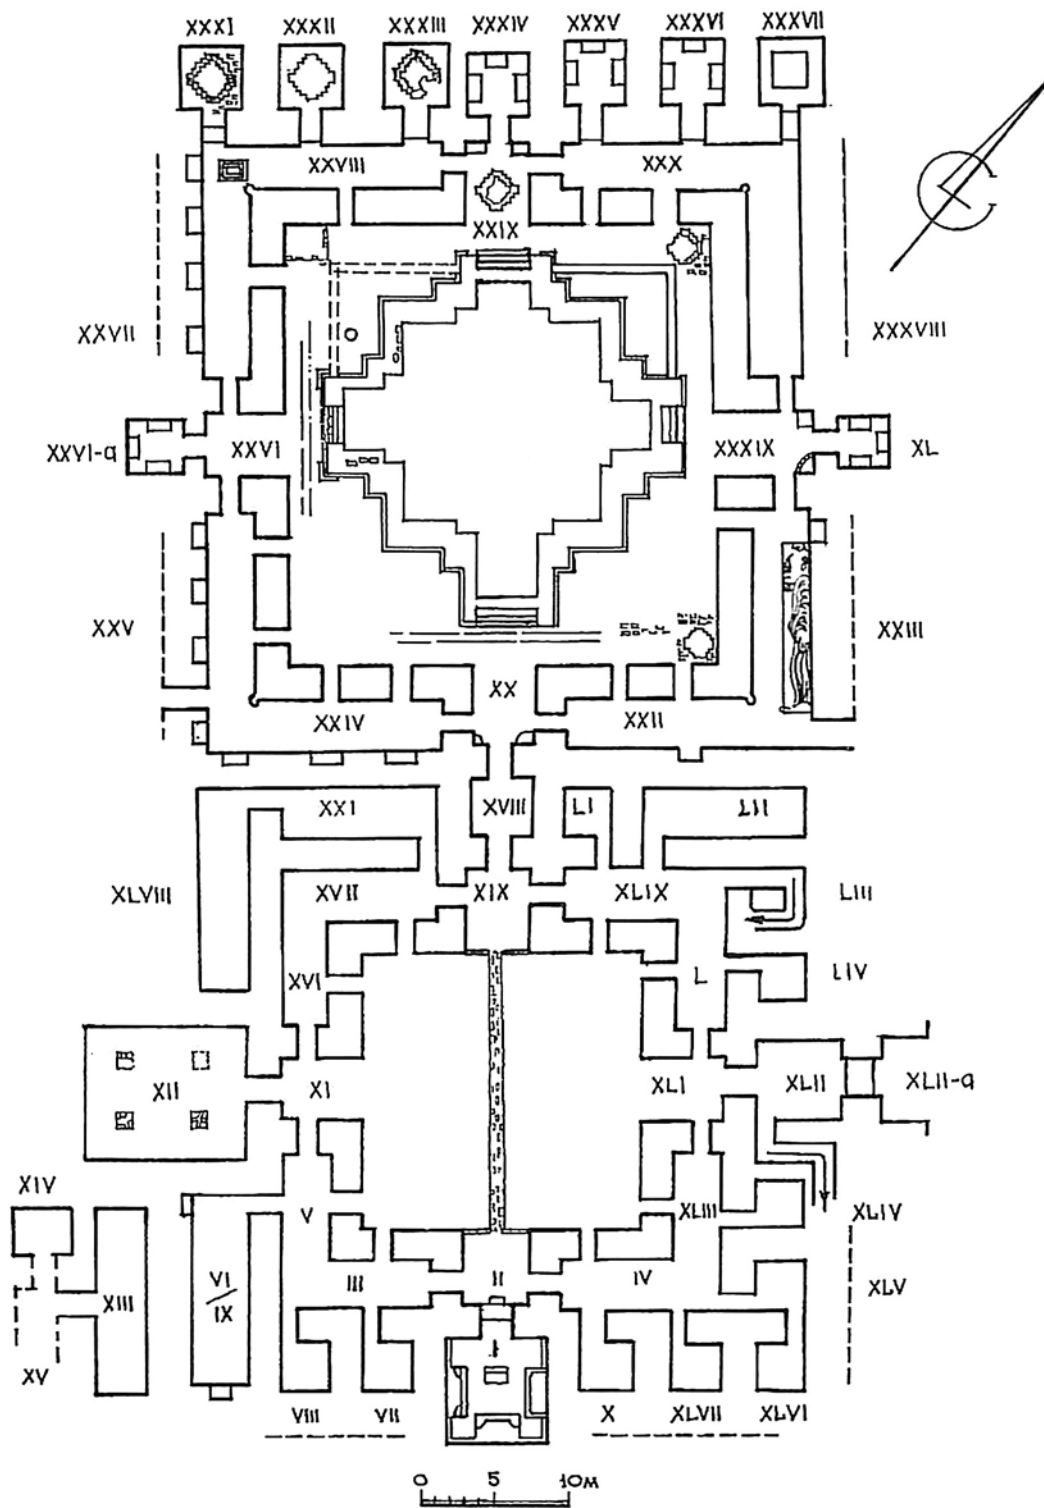 XXXI XXXII XXXIII XXXIV XXXV XXXVI XXXVII
XXVIII XXX
XXIX
XXVII XXXVIII
XXVI-a XXVI XXXIX XL
XXV XXIII
XX
XXIV XXII
XXI XVIII LI LII
XLVIII XVII XIX XLIX LIII
XVI L LIV
XII XI XLI XLII XLII-a
XIV V XLIII XLIV
XIII VI/IX III II IV XLV
XV I
VIII VII X XLVII XLVI
0 5 10м